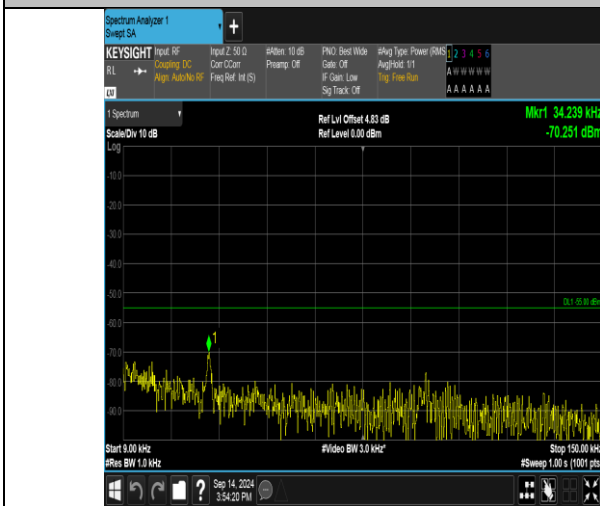 Spectrum Analyzer 1
Swept SA
+
KEYSIGHT
RL
Input: RF
Coupling: DC
Align: Auto/No RF
Input Z: 50 Ω
Corr CCorr
Freq Ref: Int (S)
#Atten: 10 dB
Preamp: Off
PNO: Best Wide
Gate: Off
IF Gain: Low
Sig Track: Off
#Avg Type: Power (RMS
Avg|Hold: 1/1
Trig: Free Run
1 2 3 4 5 6
A W W W W W
A A A A A A
1 Spectrum
Scale/Div 10 dB
Ref Lvl Offset 4.83 dB
Ref Level 0.00 dBm
Mkr1 34.239 kHz
-70.251 dBm
Log
-10.0
-20.0
-30.0
-40.0
-50.0
DL1 -55.00 dBm
-60.0
1
-70.0
-80.0
-90.0
Start 9.00 kHz
#Video BW 3.0 kHz*
Stop 150.00 kHz
#Res BW 1.0 kHz
#Sweep 1.00 s (1001 pts)
?
Sep 14, 2024
3:54:20 PM